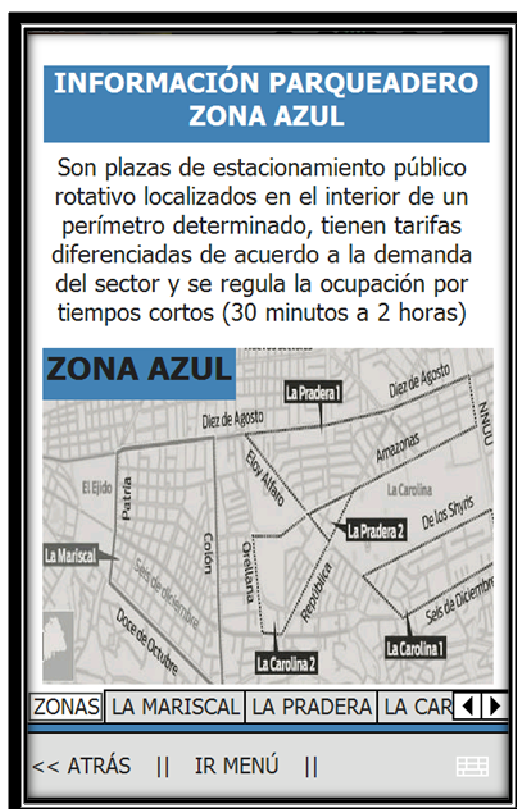 INFORMACIÓN PARQUEADERO
ZONA AZUL
Son plazas de estacionamiento público
rotativo localizados en el interior de un
perímetro determinado, tienen tarifas
diferenciadas de acuerdo a la demanda
del sector y se regula la ocupación por
tiempos cortos (30 minutos a 2 horas)
ZONA AZUL
La Pradera 1
Diez de Agosto
Diez de Agosto
NNUU
Amazonas
Eloy Alfaro
El Ejido
Patria
La Carolina
De los Shyris
La Pradera 2
Colón
Orellana
La Mariscal
Seis de diciembre
República
Seis de Diciembre
Doce de Octubre
La Carolina 1
La Carolina 2
ZONAS
LA MARISCAL
LA PRADERA
LA CAR
<< ATRÁS || IR MENÚ ||